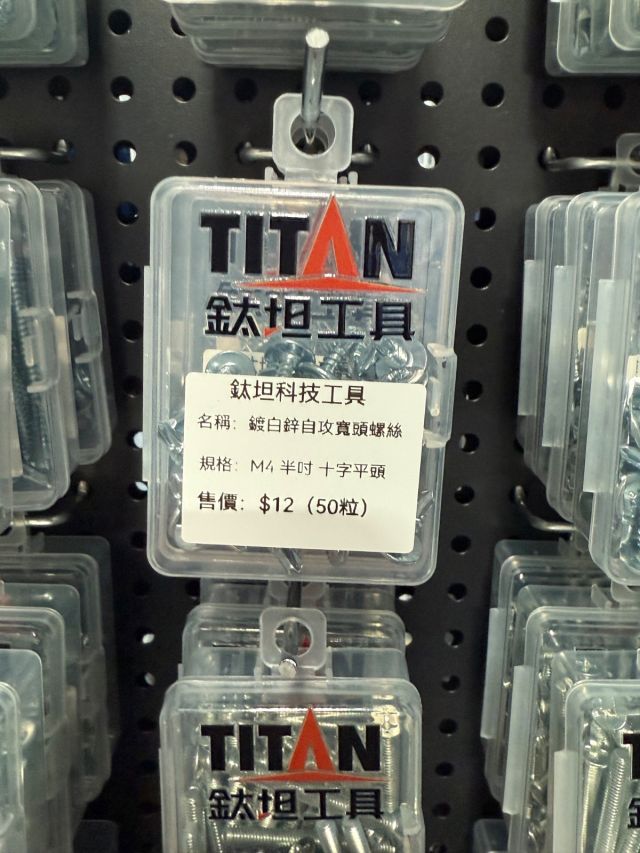 TITAN
鈦坦工具
鈦坦科技工具
名稱: 鍍白鋅自攻寬頭螺絲
規格: M4 半吋 十字平頭
售價: $12 (50粒)
TITAN
鈦坦工具